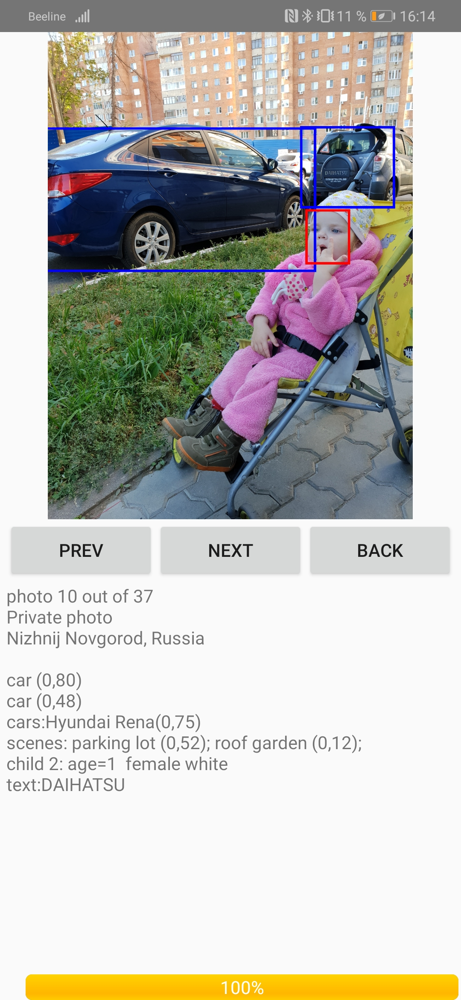 Beeline 11 % 16:14
DAIHATSU
PREV NEXT BACK
photo 10 out of 37
Private photo
Nizhnij Novgorod, Russia
car (0,80)
car (0,48)
cars:Hyundai Rena(0,75)
scenes: parking lot (0,52); roof garden (0,12);
child 2: age=1 female white
text:DAIHATSU
100%